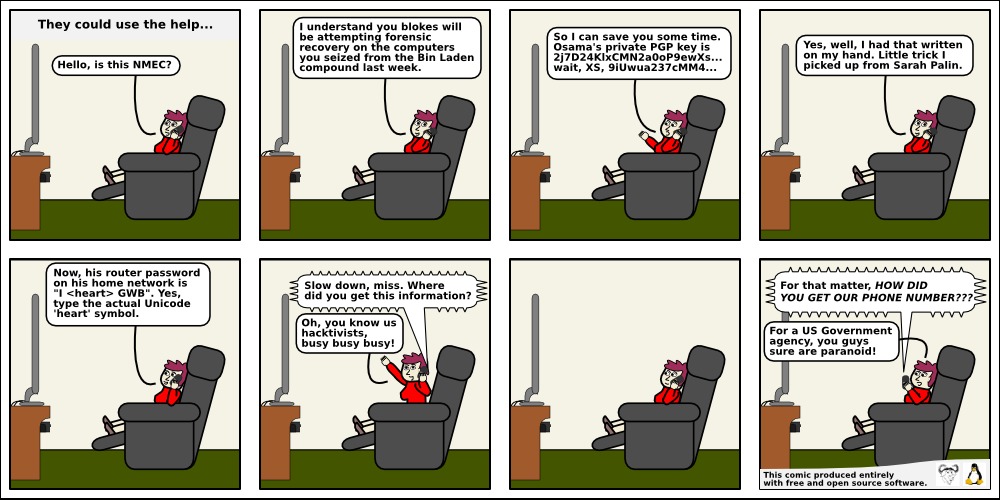 They could use the help...
Hello, is this NMEC?
I understand you blokes will
be attempting forensic
recovery on the computers
you seized from the Bin Laden
compound last week.
So I can save you some time.
Osama's private PGP key is
2j7D24KlxCMN2a0oP9ewXs...
wait, XS, 9iUwua237cMM4...
Yes, well, I had that written
on my hand. Little trick I
picked up from Sarah Palin.
Now, his router password
on his home network is
"I <heart> GWB". Yes,
type the actual Unicode
'heart' symbol.
Slow down, miss. Where
did you get this information?
Oh, you know us
hacktivists,
busy busy busy!
For that matter, HOW DID
YOU GET OUR PHONE NUMBER???
For a US Government
agency, you guys
sure are paranoid!
This comic produced entirely
with free and open source software.